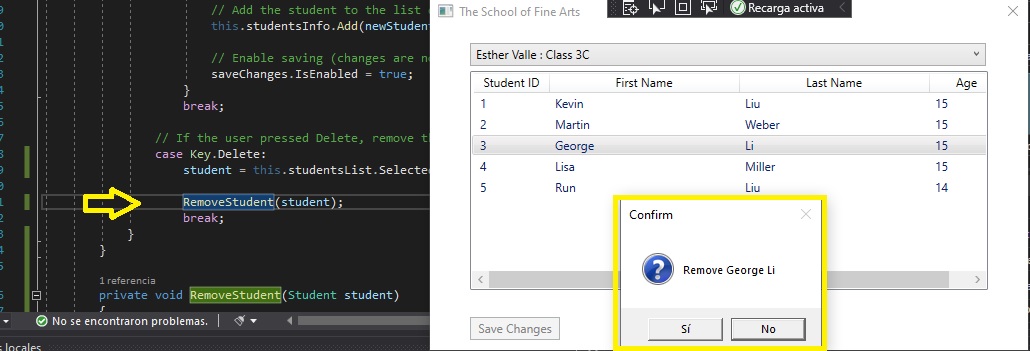 // Add the student to the list
this.studentsInfo.Add(newStudent
// Enable saving (changes are
saveChanges.IsEnabled = true;
}
break;
// If the user pressed Delete, remove
case Key.Delete:
student = this.studentsList.Selected
RemoveStudent(student);
break;
}
}
1 referencia
private void RemoveStudent(Student student)
{
No se encontraron problemas.
locales
The School of Fine Arts
Recarga activa
Esther Valle : Class 3C
Student ID First Name Last Name Age
1 Kevin Liu 15
2 Martin Weber 15
3 George Li 15
4 Lisa Miller 15
5 Run Liu 14
Confirm
Remove George Li
Sí No
Save Changes